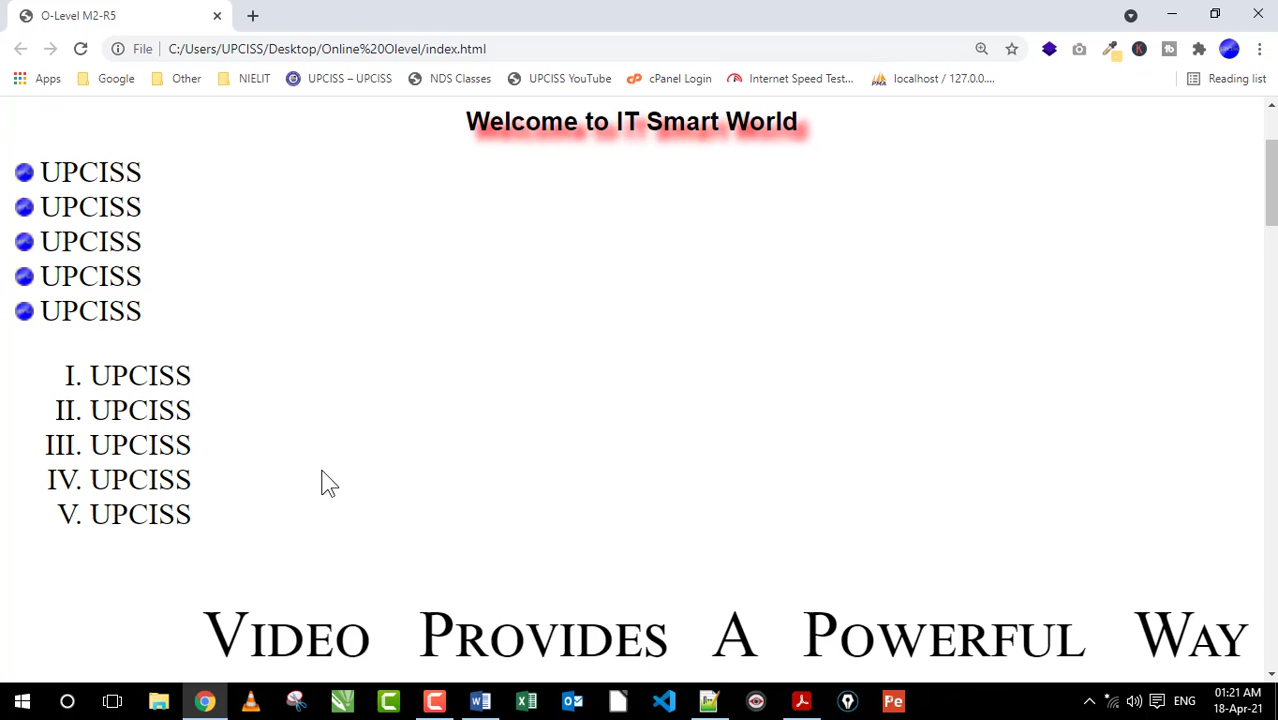 O-Level M2-R5
File C:/Users/UPCISS/Desktop/Online%20Olevel/index.html
Apps Google Other NIELIT UPCISS – UPCISS NDS Classes UPCISS YouTube cPanel Login Internet Speed Test... localhost / 127.0.0.... Reading list
Welcome to IT Smart World
UPCISS
UPCISS
UPCISS
UPCISS
UPCISS
I. UPCISS
II. UPCISS
III. UPCISS
IV. UPCISS
V. UPCISS
VIDEO PROVIDES A POWERFUL WAY
ENG
01:21 AM
18-Apr-21